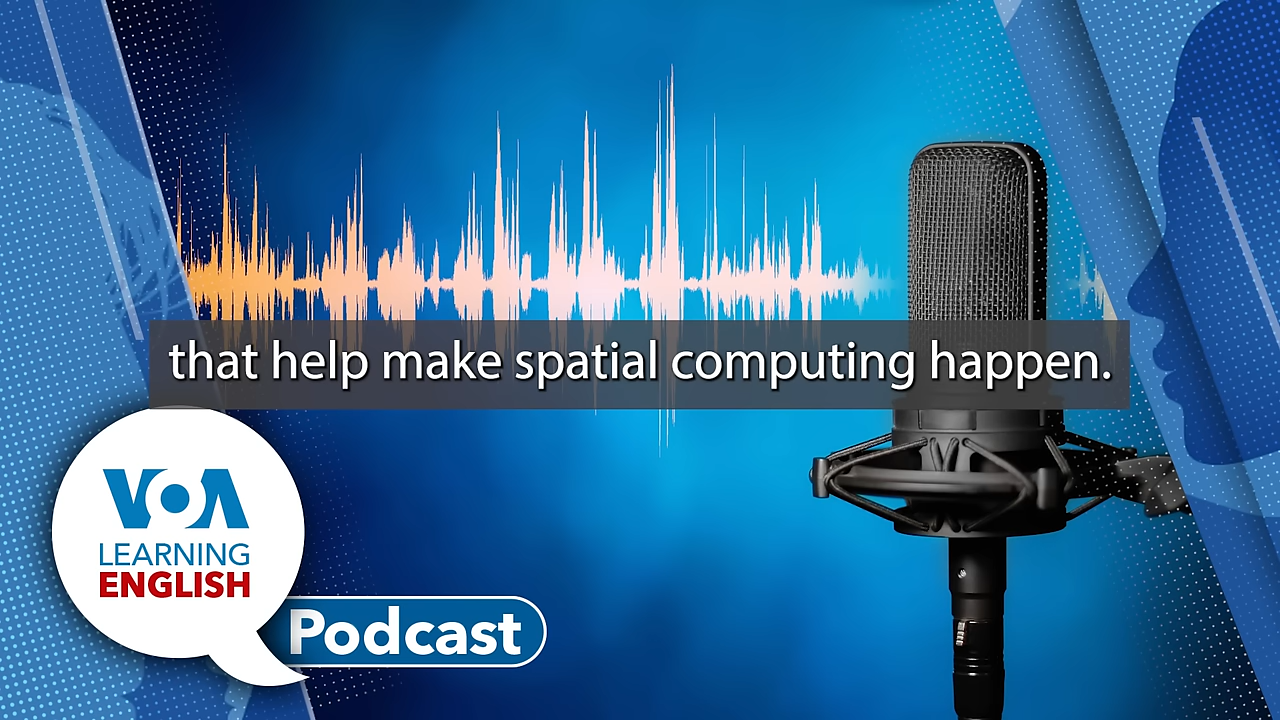 that help make spatial computing happen.
VOA
LEARNING
ENGLISH
Podcast